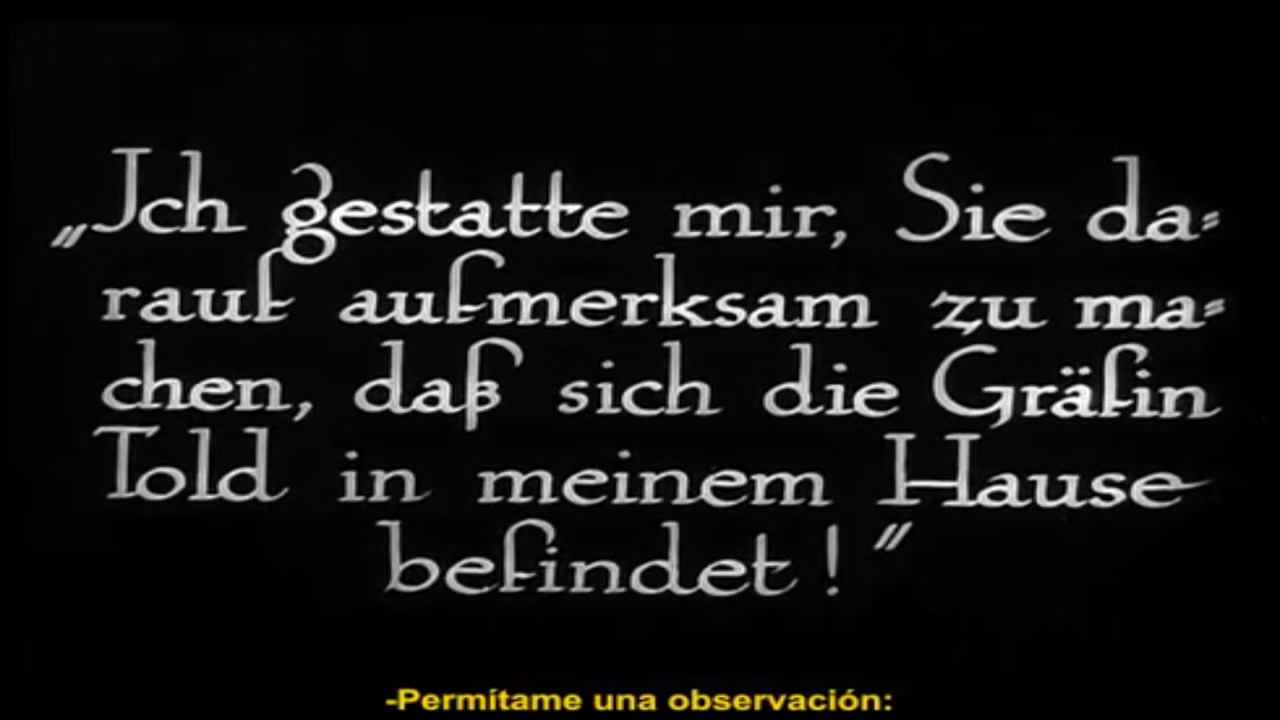 „Ich gestatte mir, Sie da-
rauf aufmerksam zu ma-
chen, daß sich die Gräfin
Told in meinem Hause
befindet!"
-Permítame una observación: